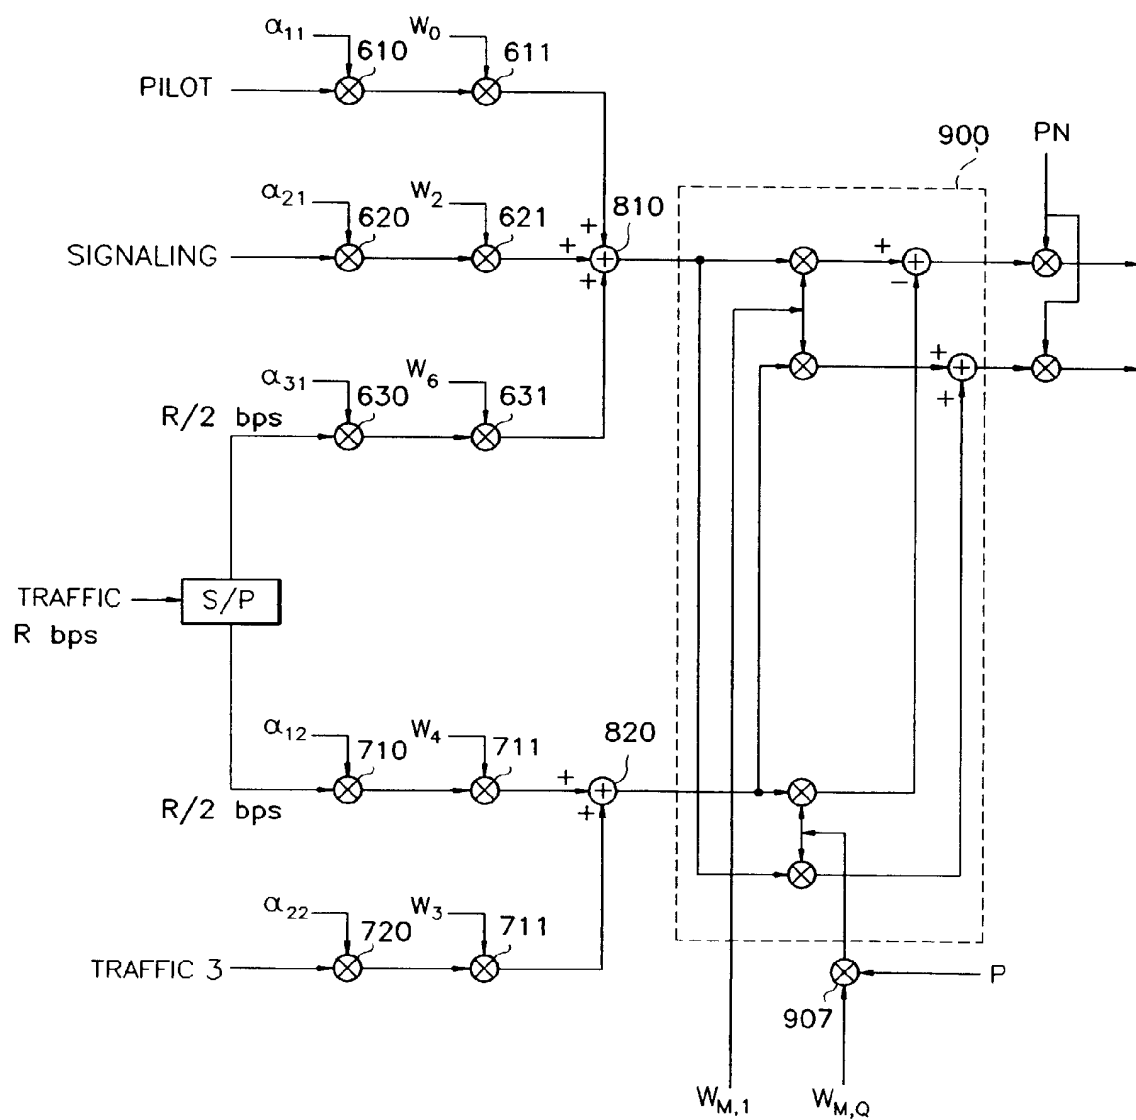 α11 W0
610 611
PILOT
900 PN
α21 W2 810
620 621
+
SIGNALING + + + −
+
α31 W6 + +
630 631
R/2 bps
S/P
TRAFFIC
R bps
α12 W4 820
710 711
+
R/2 bps +
α22 W3
720 711
TRAFFIC 3 P
907
WM,1 WM,Q